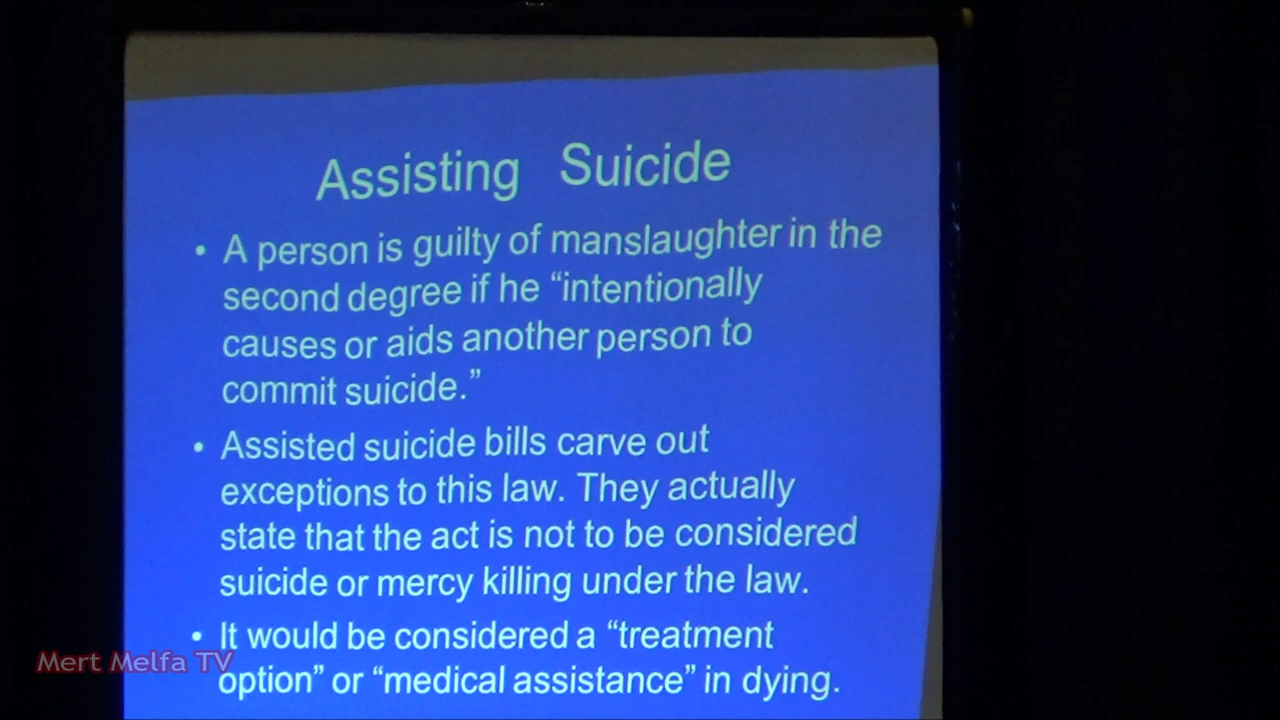 Assisting Suicide
• A person is guilty of manslaughter in the
second degree if he “intentionally
causes or aids another person to
commit suicide.”
• Assisted suicide bills carve out
exceptions to this law. They actually
state that the act is not to be considered
suicide or mercy killing under the law.
• It would be considered a “treatment
option” or “medical assistance” in dying.
Mert Melfa TV